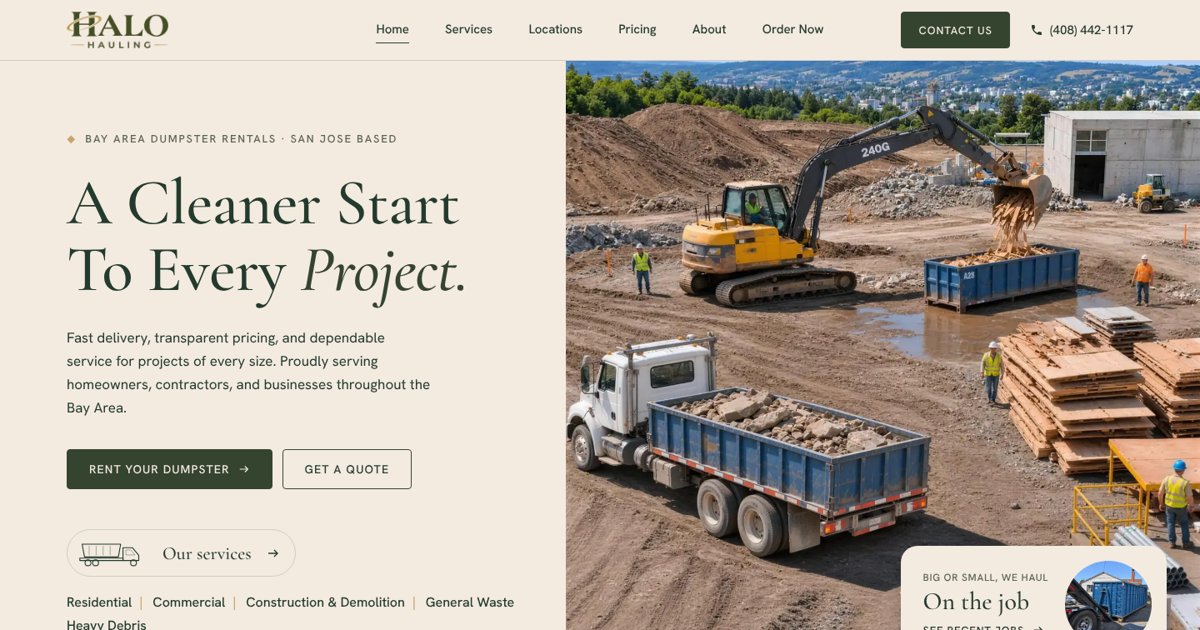 HALO
HAULING
Home
Services
Locations
Pricing
About
Order Now
CONTACT US
(408) 442-1117
BAY AREA DUMPSTER RENTALS · SAN JOSE BASED
A Cleaner Start
To Every Project.
Fast delivery, transparent pricing, and dependable
service for projects of every size. Proudly serving
homeowners, contractors, and businesses throughout the
Bay Area.
RENT YOUR DUMPSTER →
GET A QUOTE
Our services →
Residential | Commercial | Construction & Demolition | General Waste
Heavy Debris
240G
BIG OR SMALL, WE HAUL
On the job
SEE RECENT JOBS →